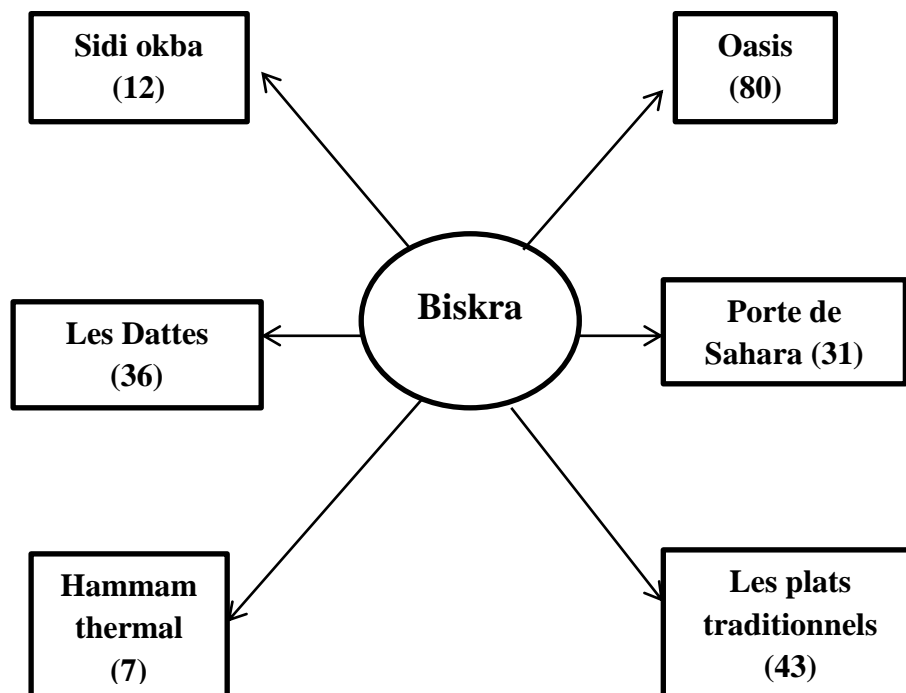 Sidi okba
(12)
Oasis
(80)
Biskra
Les Dattes
(36)
Porte de
Sahara (31)
Hammam
thermal
(7)
Les plats
traditionnels
(43)